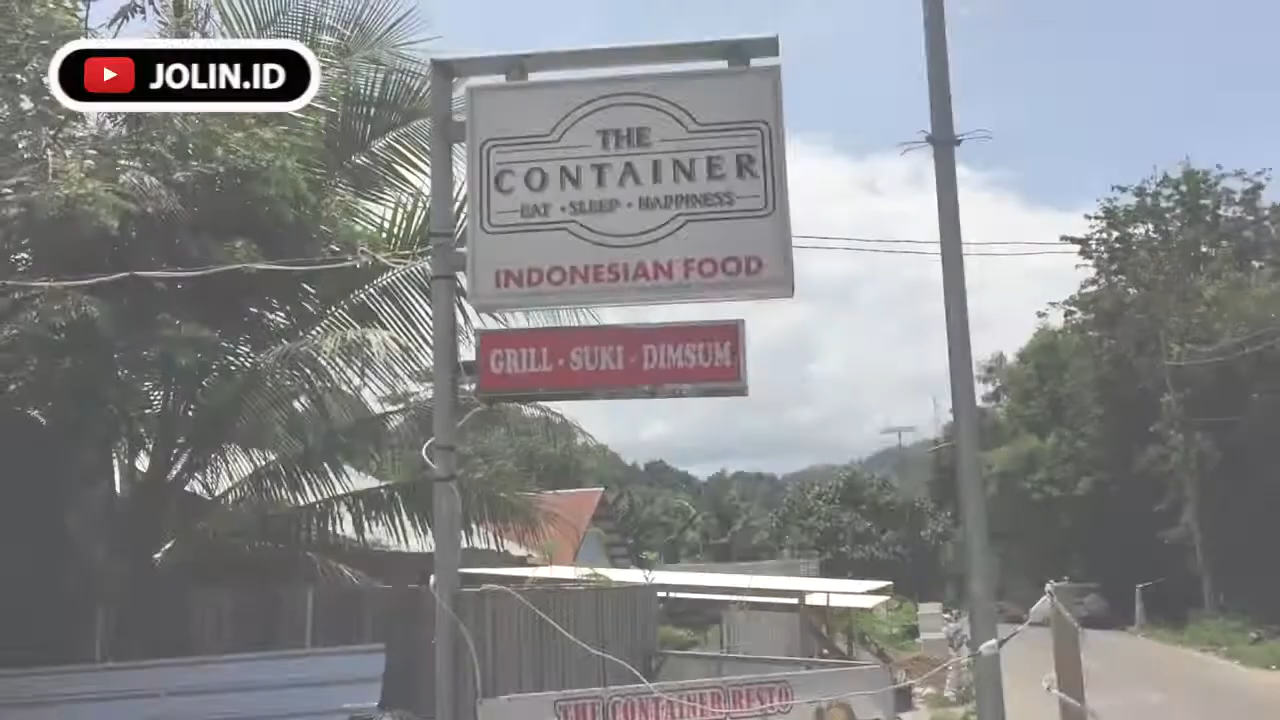 JOLIN.ID
THE
CONTAINER
EAT • SLEEP • HAPPINESS
INDONESIAN FOOD
GRILL - SUKI - DIMSUM
THE CONTAINER RESTO